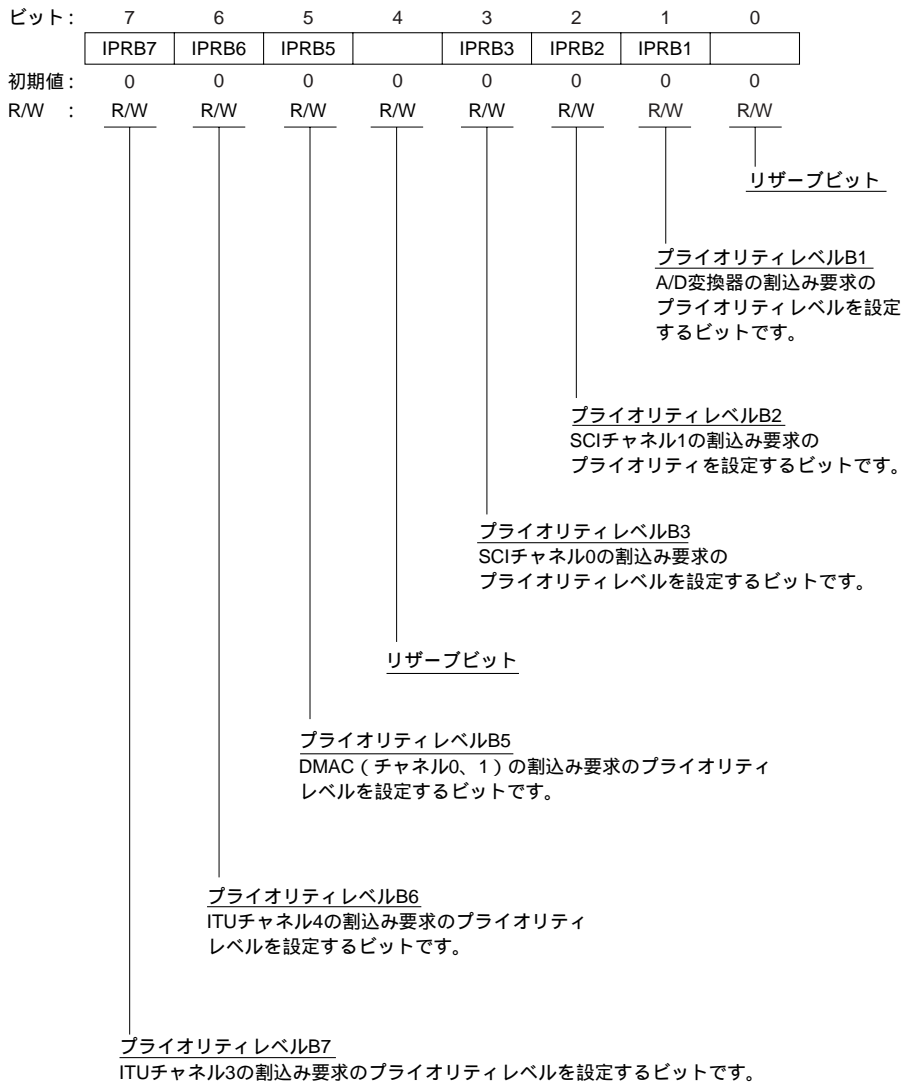 ビット: 7 6 5 4 3 2 1 0
IPRB7 IPRB6 IPRB5 IPRB3 IPRB2 IPRB1
初期値: 0 0 0 0 0 0 0 0
R/W : R/W R/W R/W R/W R/W R/W R/W R/W
リザーブビット
プライオリティレベルB1
A/D変換器の割込み要求の
プライオリティレベルを設定
するビットです。
プライオリティレベルB2
SCIチャネル1の割込み要求の
プライオリティを設定するビットです。
プライオリティレベルB3
SCIチャネル0の割込み要求の
プライオリティレベルを設定するビットです。
リザーブビット
プライオリティレベルB5
DMAC(チャネル0、1)の割込み要求のプライオリティ
レベルを設定するビットです。
プライオリティレベルB6
ITUチャネル4の割込み要求のプライオリティ
レベルを設定するビットです。
プライオリティレベルB7
ITUチャネル3の割込み要求のプライオリティレベルを設定するビットです。